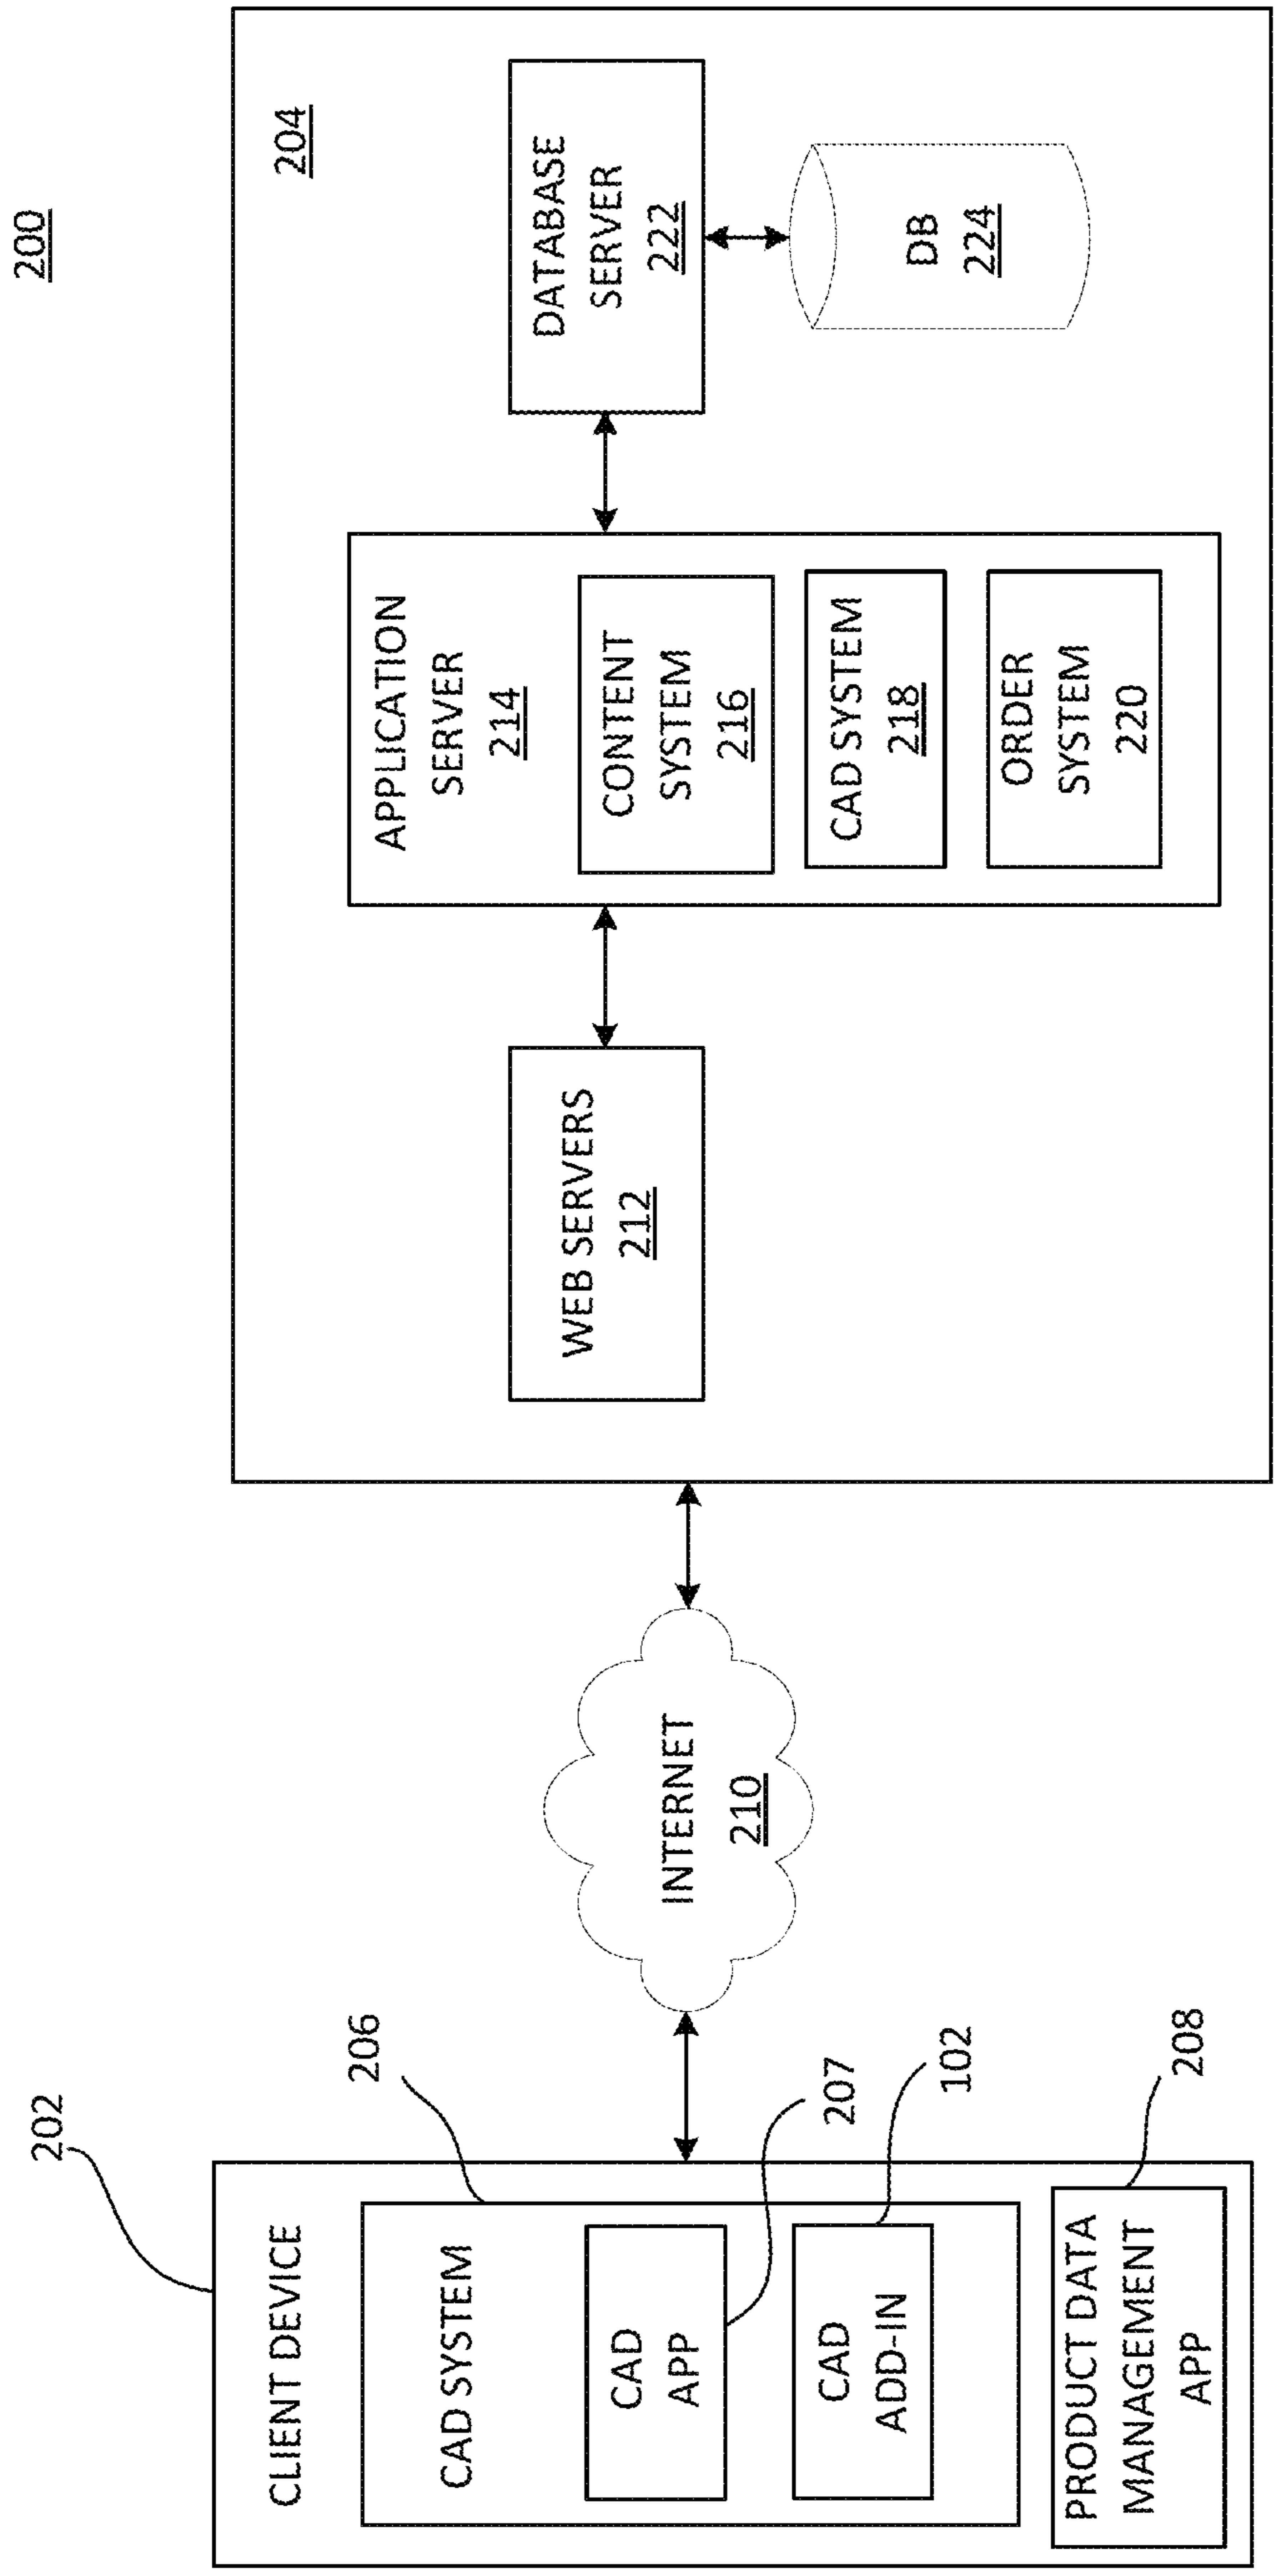 200
202
CLIENT DEVICE
206
CAD SYSTEM
CAD
APP
207
CAD
ADD-IN
102
PRODUCT DATA
MANAGEMENT
APP
208
INTERNET
210
204
WEB SERVERS
212
APPLICATION
SERVER
214
CONTENT
SYSTEM
216
CAD SYSTEM
218
ORDER
SYSTEM
220
DATABASE
SERVER
222
DB
224